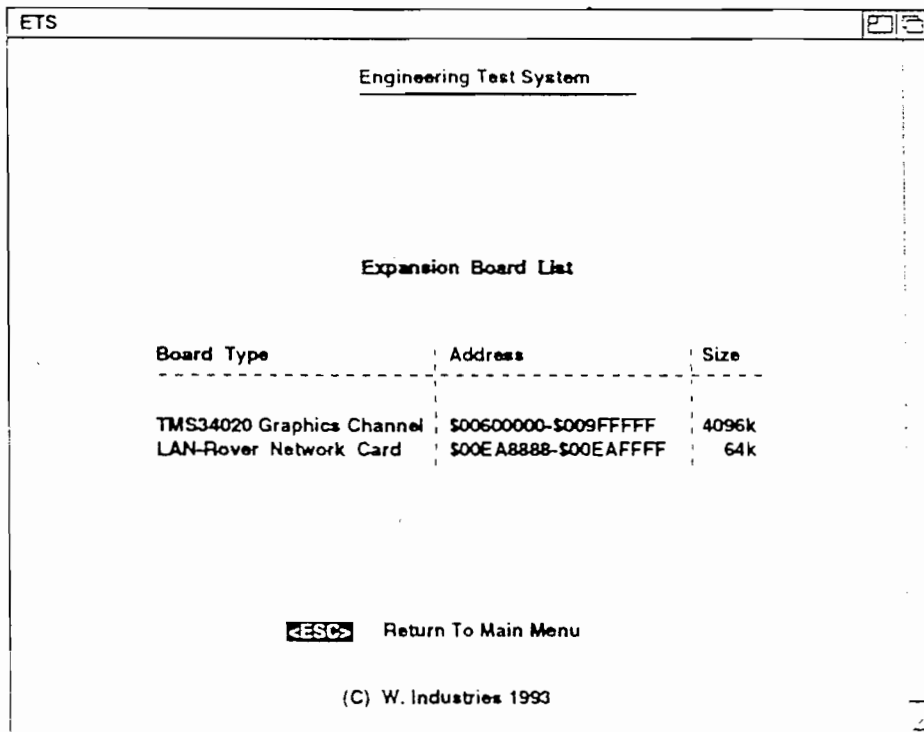 ETS
Engineering Test System
Expansion Board List
Board Type Address Size
TMS34020 Graphics Channel $00600000-$009FFFFF 4096k
LAN-Rover Network Card $00EA8888-$00EAFFFF 64k
<ESC> Return To Main Menu
(C) W. Industries 1993